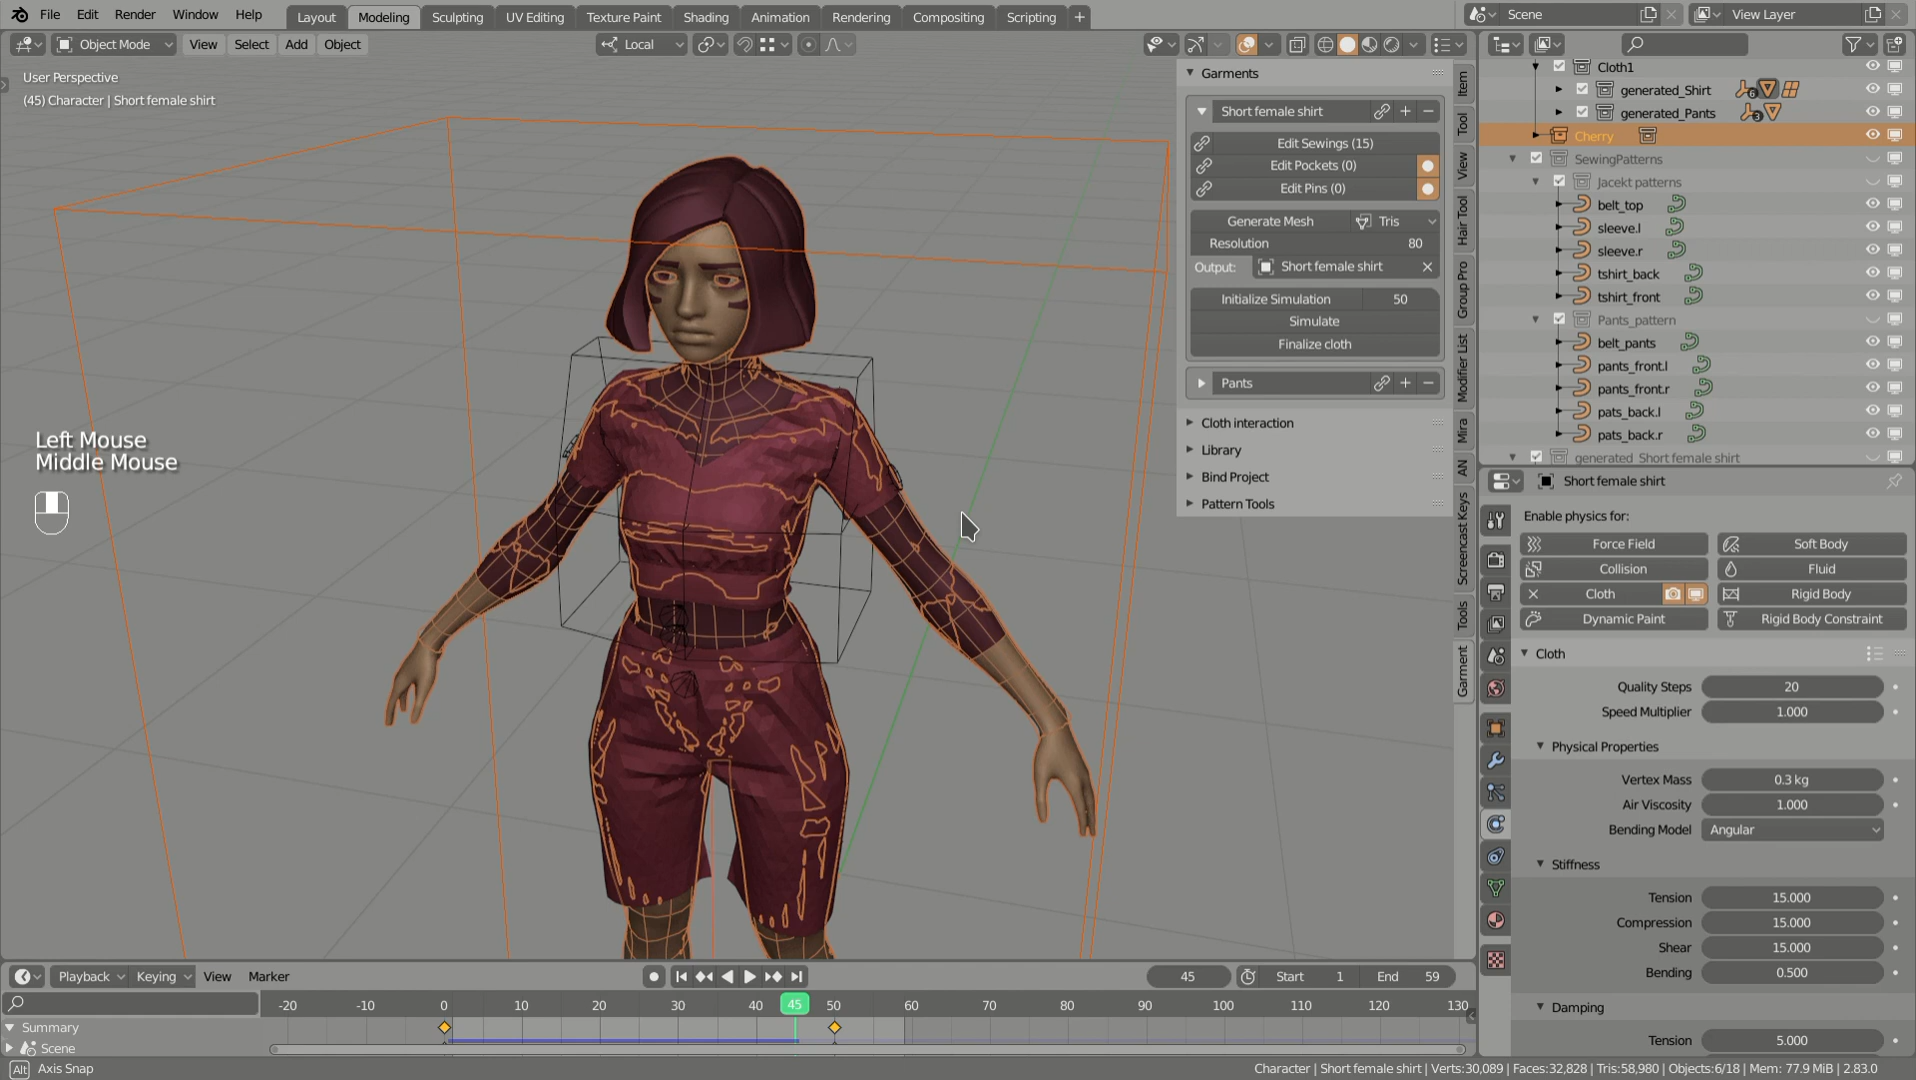 File Edit Render Window Help
Layout Modeling Sculpting UV Editing Texture Paint Shading Animation Rendering Compositing Scripting +
Scene
View Layer
Object Mode View Select Add Object
Local
User Perspective
(45) Character | Short female shirt
Left Mouse
Middle Mouse
Garments
Short female shirt
Edit Sewings (15)
Edit Pockets (0)
Edit Pins (0)
Generate Mesh Tris
Resolution 80
Output: Short female shirt
Initialize Simulation 50
Simulate
Finalize cloth
Pants
Cloth interaction
Library
Bind Project
Pattern Tools
Item
Tool
View
Hair Tool
Group Pro
Modifier List
Mira
AN
Screencast Keys
Tools
Garment
Cloth1
generated_Shirt 6
generated_Pants 3
Cherry
SewingPatterns
Jacekt patterns
belt_top
sleeve.l
sleeve.r
tshirt_back
tshirt_front
Pants_pattern
belt_pants
pants_front.l
pants_front.r
pats_back.l
pats_back.r
generated_Short female shirt
Short female shirt
Enable physics for:
Force Field Soft Body
Collision Fluid
Cloth Rigid Body
Dynamic Paint Rigid Body Constraint
Cloth
Quality Steps 20
Speed Multiplier 1.000
Physical Properties
Vertex Mass 0.3 kg
Air Viscosity 1.000
Bending Model Angular
Stiffness
Tension 15.000
Compression 15.000
Shear 15.000
Bending 0.500
Damping
Tension 5.000
Playback Keying View Marker
45 Start 1 End 59
-20 -10 0 10 20 30 40 45 50 60 70 80 90 100 110 120 130
Summary
Scene
Alt Axis Snap
Character | Short female shirt | Verts:30,089 | Faces:32,828 | Tris:58,980 | Objects:6/18 | Mem: 77.9 MiB | 2.83.0